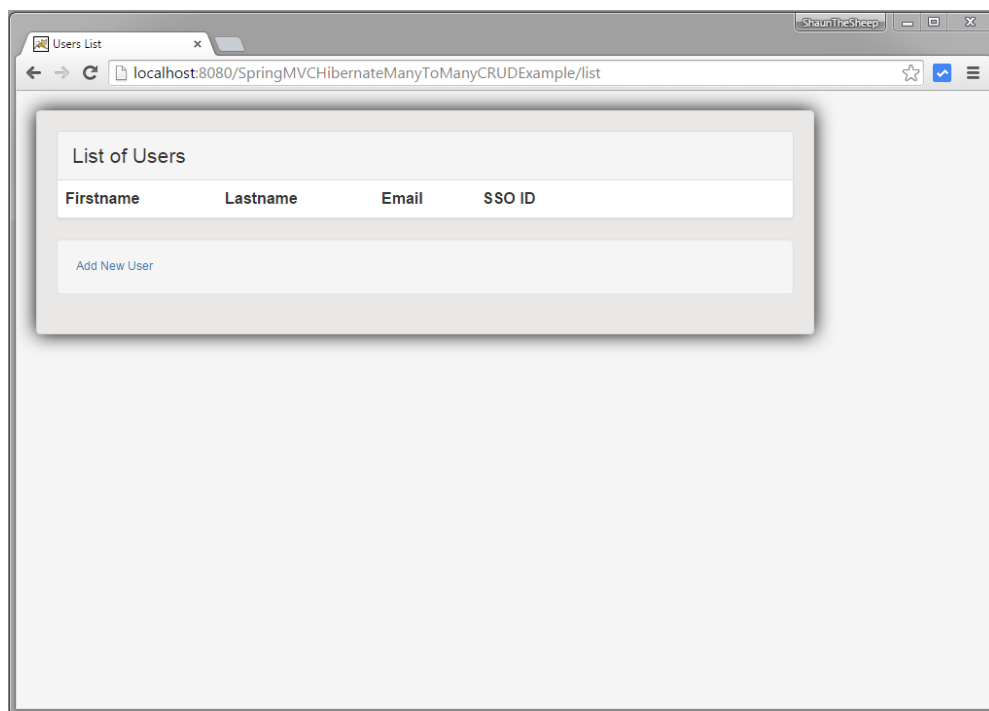 ShaunTheSheep
Users List
localhost:8080/SpringMVCHibernateManyToManyCRUDExample/list
List of Users
Firstname Lastname Email SSO ID
Add New User